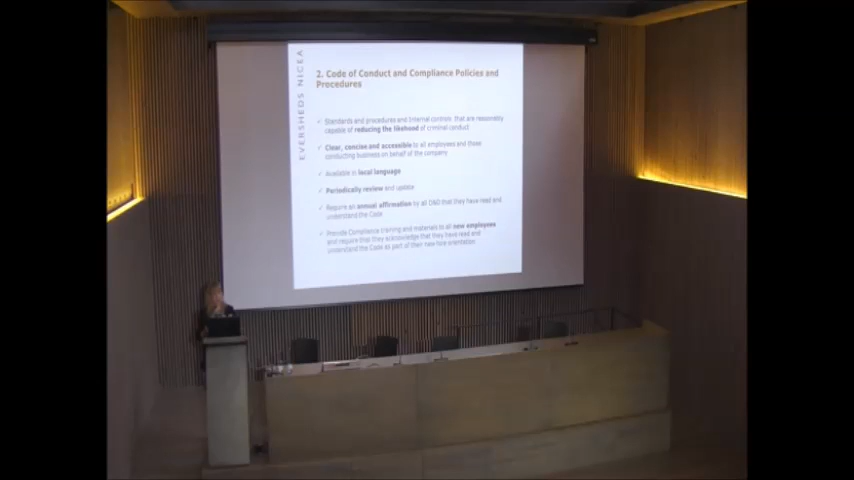 EVERSHEDS NICEA
2. Code of Conduct and Compliance Policies and
Procedures
✓ Standards and procedures and Internal controls that are reasonably
capable of reducing the likelihood of criminal conduct
✓ Clear, concise and accessible to all employees and those
conducting business on behalf of the company
✓ Available in local language
✓ Periodically review and update
✓ Require an annual affirmation by all D&O that they have read and
understand the Code
✓ Provide Compliance training and materials to all new employees
and require that they acknowledge that they have read and
understand the Code as part of their new hire orientation